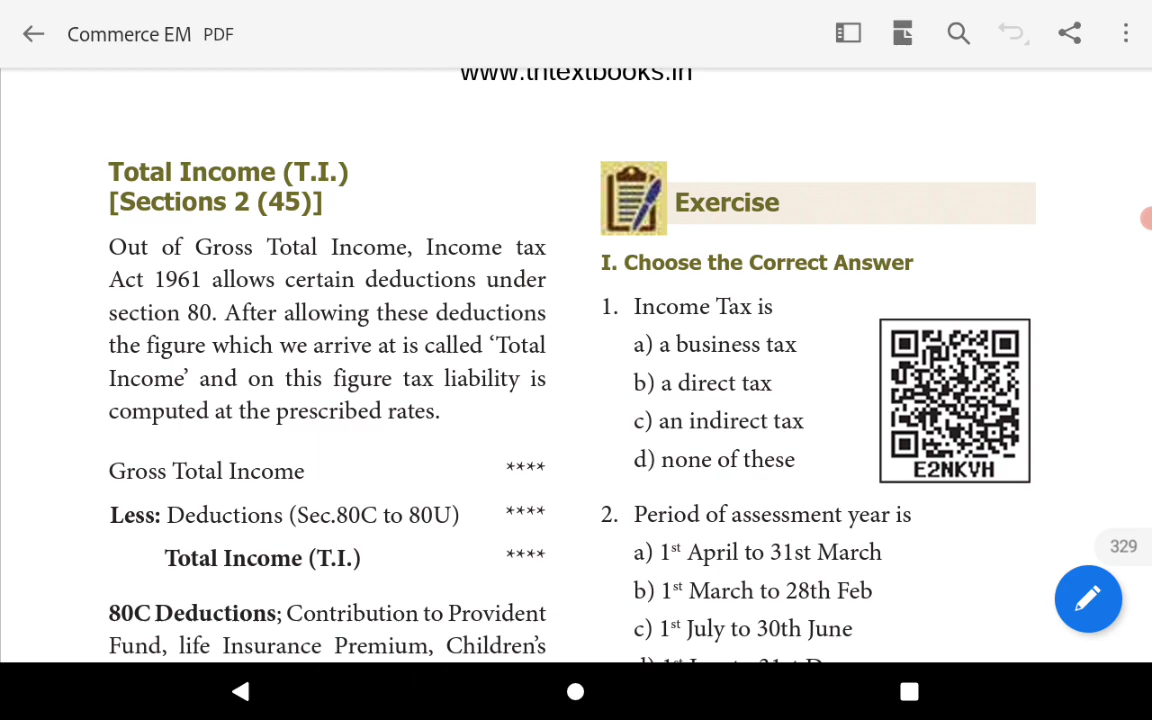 Commerce EM PDF
www.tntextbooks.in
Total Income (T.I.)
[Sections 2 (45)]
Out of Gross Total Income, Income tax
Act 1961 allows certain deductions under
section 80. After allowing these deductions
the figure which we arrive at is called ‘Total
Income’ and on this figure tax liability is
computed at the prescribed rates.
Gross Total Income ****
Less: Deductions (Sec.80C to 80U) ****
Total Income (T.I.) ****
80C Deductions; Contribution to Provident
Fund, life Insurance Premium, Children’s
Exercise
I. Choose the Correct Answer
1. Income Tax is
a) a business tax
b) a direct tax
c) an indirect tax
d) none of these
E2NKVH
2. Period of assessment year is
a) 1st April to 31st March
b) 1st March to 28th Feb
c) 1st July to 30th June
329